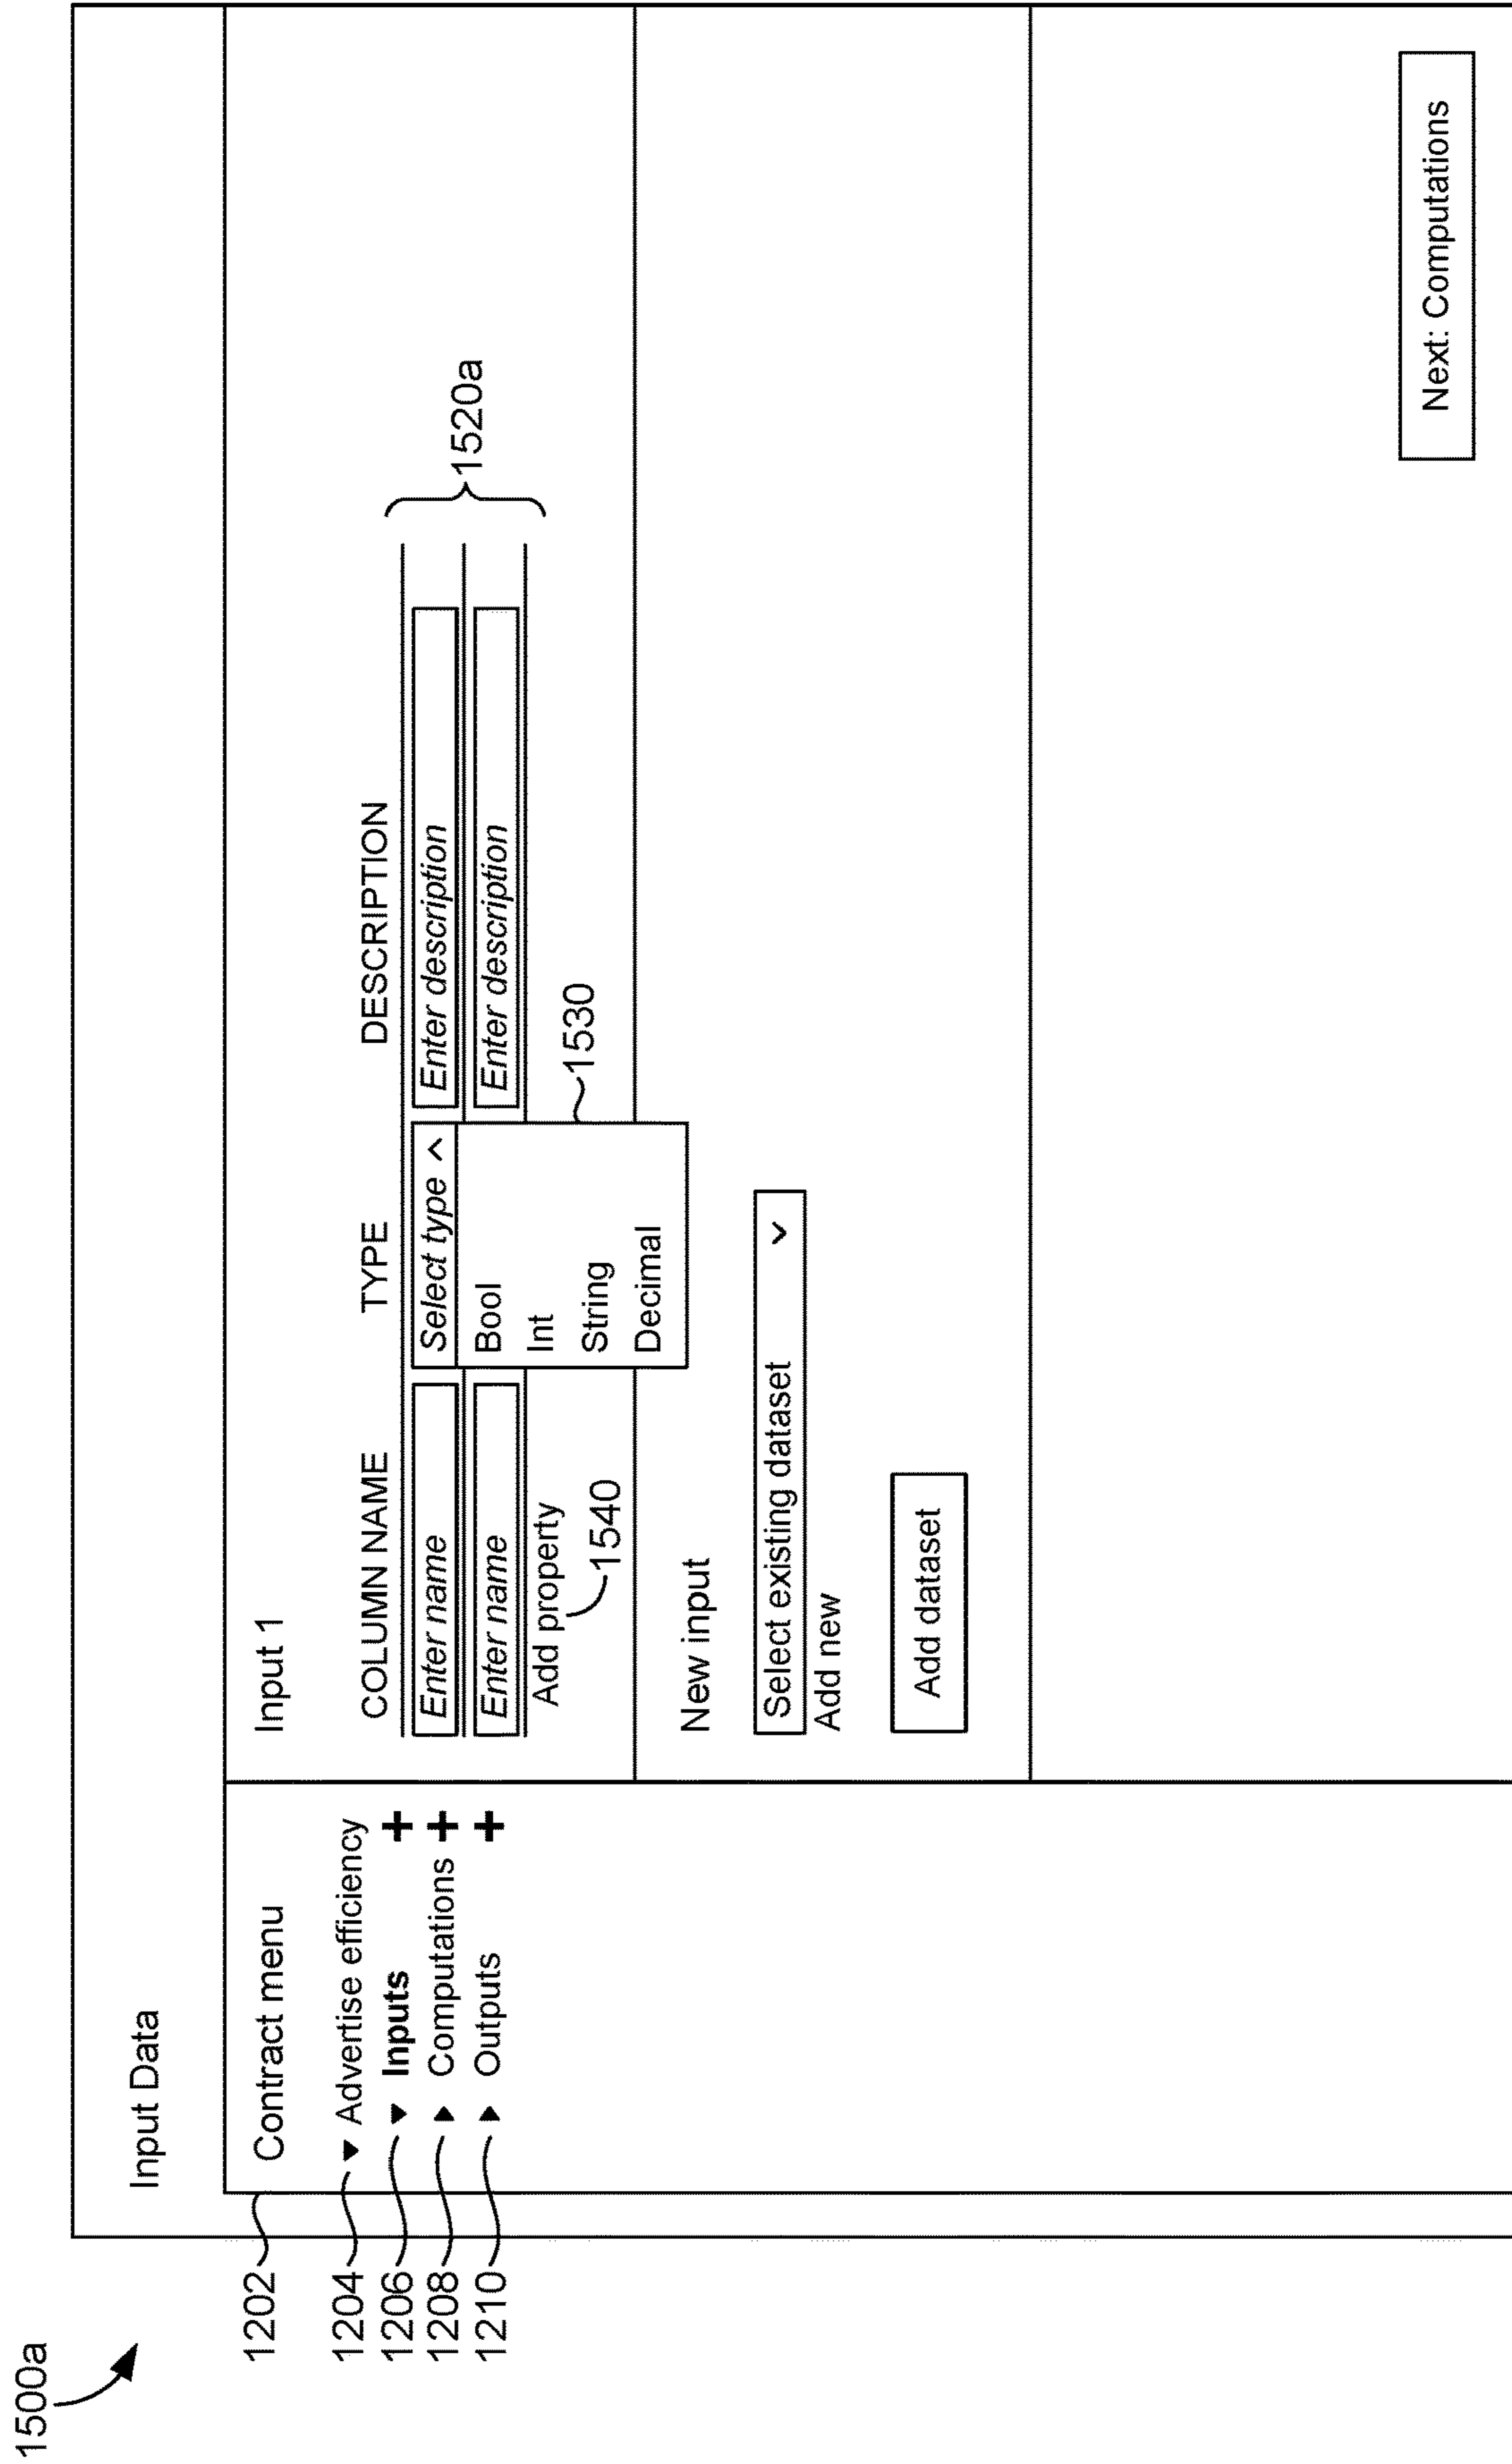 1500a
Input Data
1202
Contract menu
1204
Advertise efficiency
1206
Inputs +
1208
Computations +
1210
Outputs +
Input 1
COLUMN NAME TYPE DESCRIPTION
Enter name Select type Enter description
Enter name Enter description
1520a
Bool
Int
String
Decimal
1530
Add property
1540
New input
Select existing dataset
Add new
Add dataset
Next: Computations